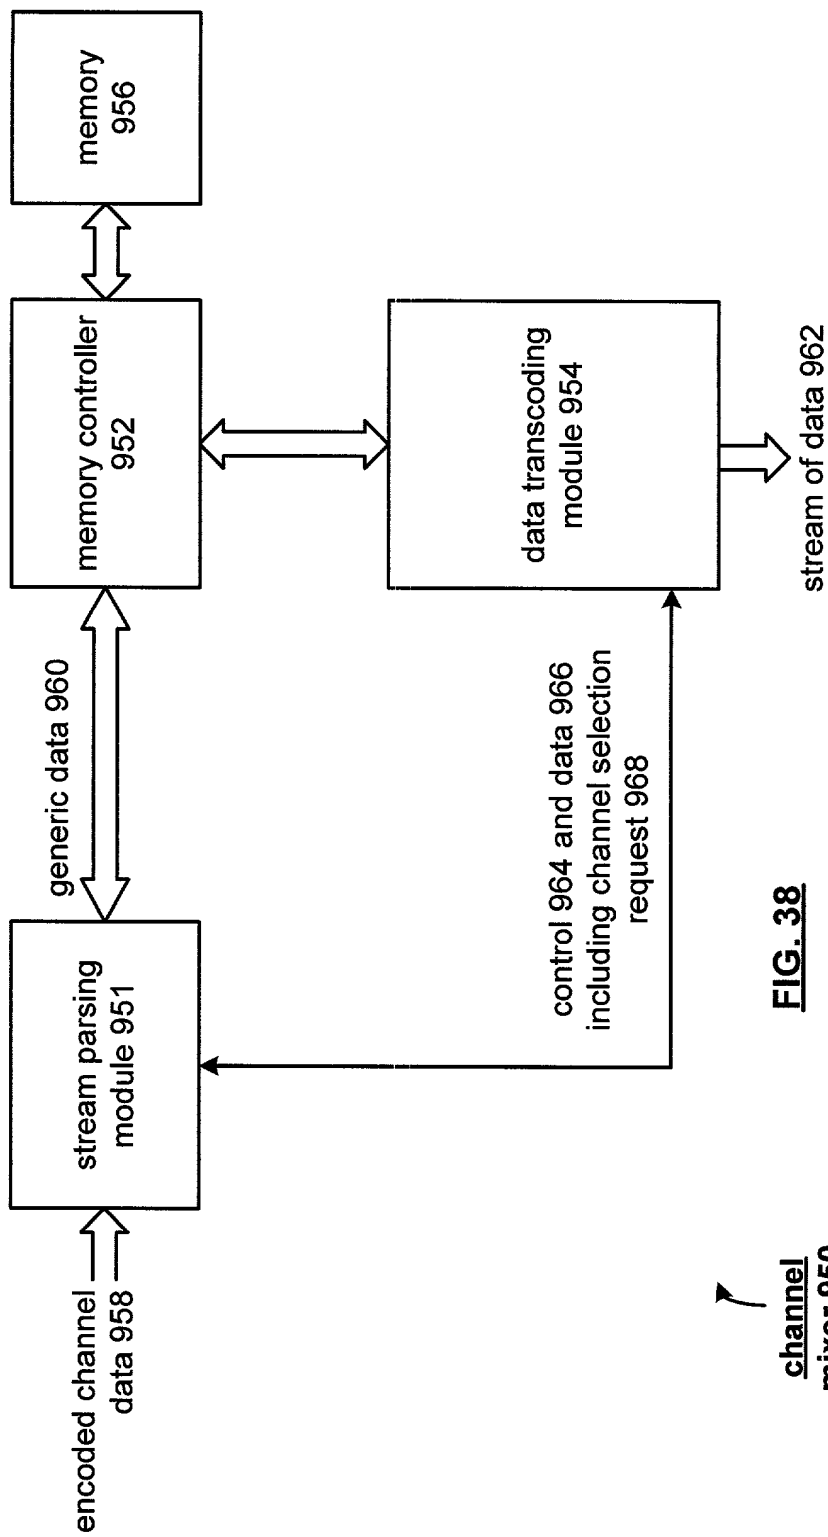 encoded channel
data 958
stream parsing
module 951
generic data 960
memory controller
952
memory
956
control 964 and data 966
including channel selection
request 968
data transcoding
module 954
stream of data 962
channel
mixer 950
FIG. 38